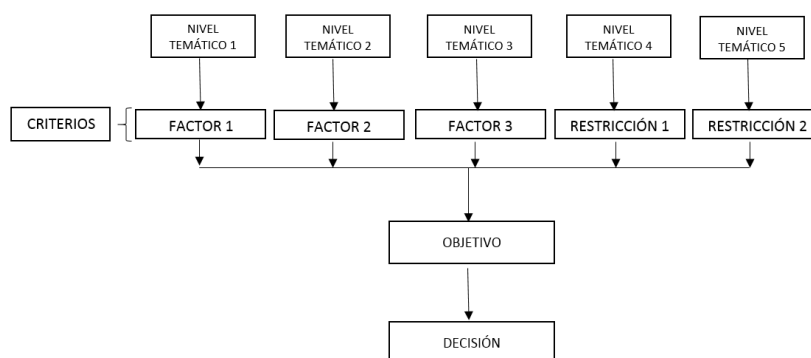 NIVEL
TEMÁTICO 1
NIVEL
TEMÁTICO 2
NIVEL
TEMÁTICO 3
NIVEL
TEMÁTICO 4
NIVEL
TEMÁTICO 5
CRITERIOS
FACTOR 1
FACTOR 2
FACTOR 3
RESTRICCIÓN 1
RESTRICCIÓN 2
OBJETIVO
DECISIÓN